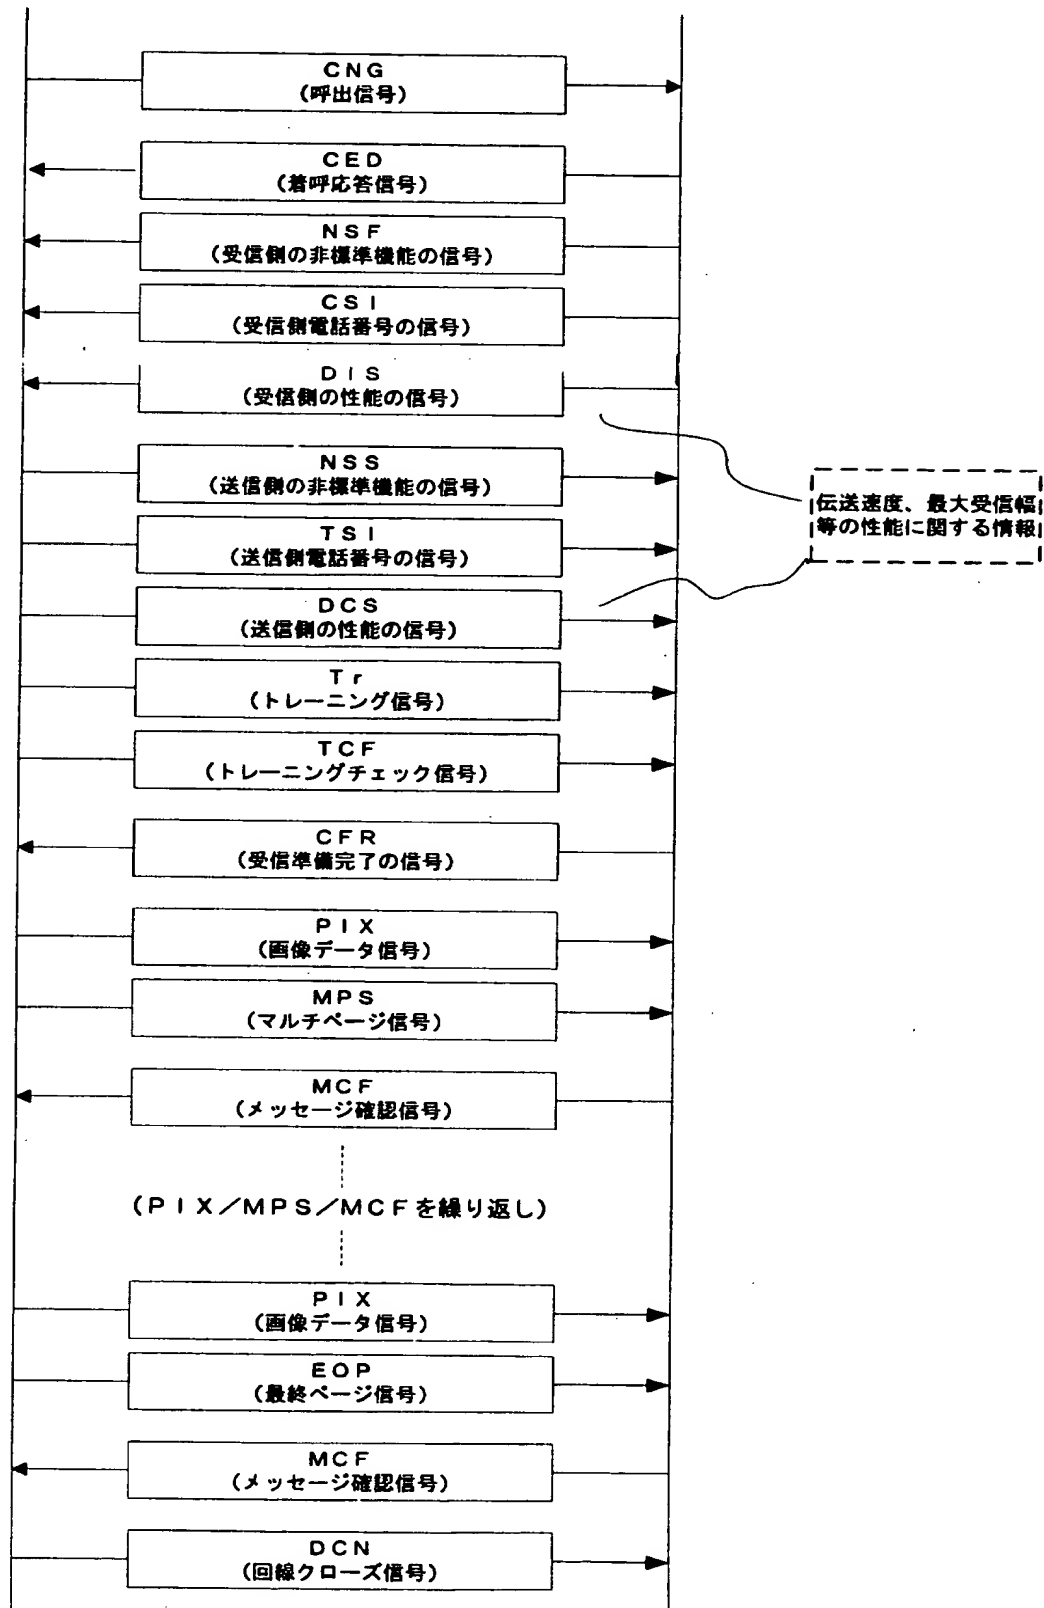 CNG
(呼出信号)
CED
(着呼応答信号)
NSF
(受信側の非標準機能の信号)
CSI
(受信側電話番号の信号)
DIS
(受信側の性能の信号)
NSS
(送信側の非標準機能の信号)
伝送速度、最大受信幅
等の性能に関する情報
TSI
(送信側電話番号の信号)
DCS
(送信側の性能の信号)
Tr
(トレーニング信号)
TCF
(トレーニングチェック信号)
CFR
(受信準備完了の信号)
PIX
(画像データ信号)
MPS
(マルチページ信号)
MCF
(メッセージ確認信号)
(PIX/MPS/MCFを繰り返し)
PIX
(画像データ信号)
EOP
(最終ページ信号)
MCF
(メッセージ確認信号)
DCN
(回線クローズ信号)